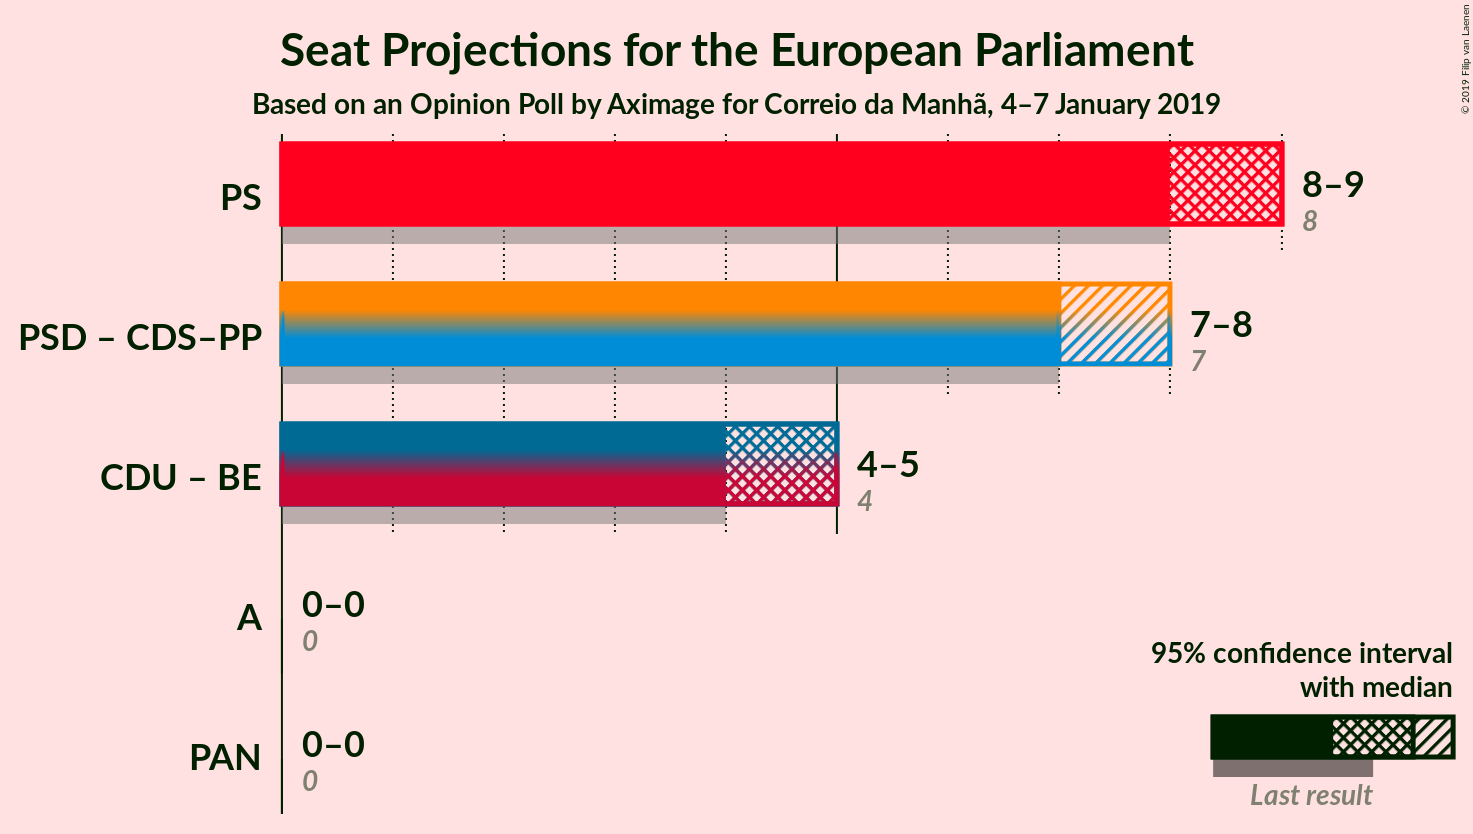 Seat Projections for the European Parliament
Based on an Opinion Poll by Aximage for Correio da Manhã, 4–7 January 2019
© 2019 Filip van Laenen
PS
8–9
8
PSD – CDS–PP
7–8
7
CDU – BE
4–5
4
A
0–0
0
PAN
0–0
0
95% confidence interval
with median
Last result